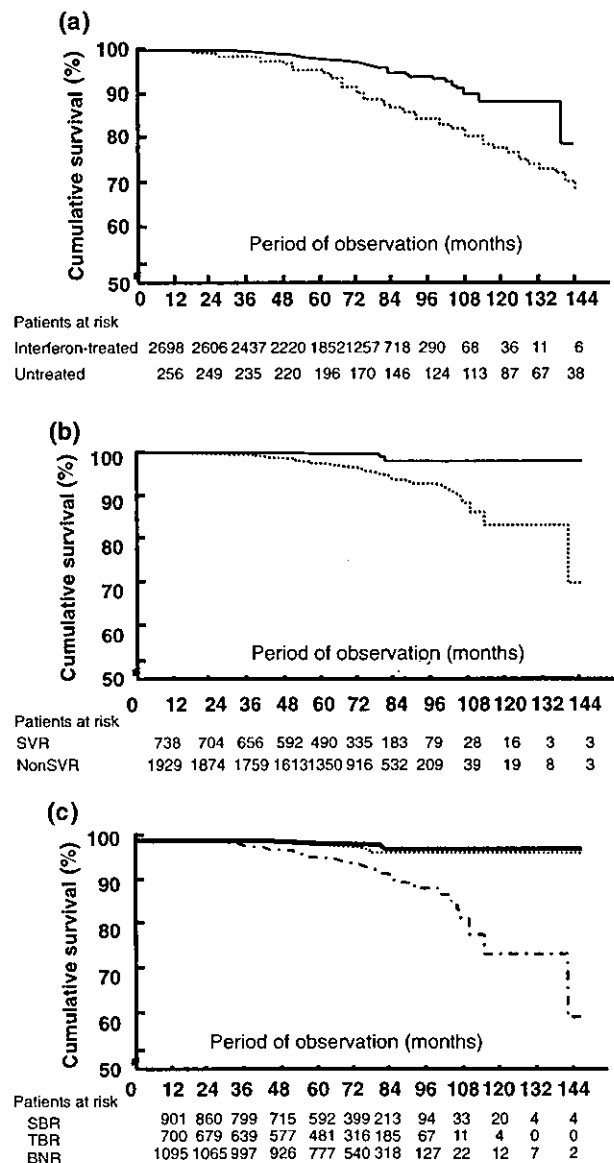 (a)
Cumulative survival (%)
100
90
80
70
60
50
Period of observation (months)
0 12 24 36 48 60 72 84 96 108 120 132 144
Patients at risk
Interferon-treated 2698 2606 2437 2220 1852 1257 718 290 68 36 11 6
Untreated 256 249 235 220 196 170 146 124 113 87 67 38
(b)
Cumulative survival (%)
100
90
80
70
60
50
Period of observation (months)
0 12 24 36 48 60 72 84 96 108 120 132 144
Patients at risk
SVR 738 704 656 592 490 335 183 79 28 16 3 3
NonSVR 1929 1874 1759 1613 1350 916 532 209 39 19 8 3
(c)
Cumulative survival (%)
100
90
80
70
60
50
Period of observation (months)
0 12 24 36 48 60 72 84 96 108 120 132 144
Patients at risk
SBR 901 860 799 715 592 399 213 94 33 20 4 4
TBR 700 679 639 577 481 316 185 67 11 4 0 0
BNR 1095 1065 997 926 777 540 318 127 22 12 7 2